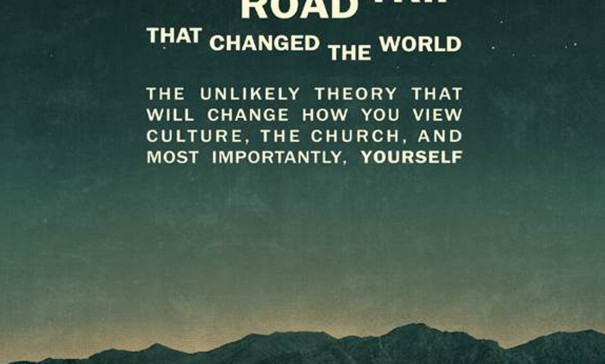 ROAD
THAT CHANGED THE WORLD
THE UNLIKELY THEORY THAT
WILL CHANGE HOW YOU VIEW
CULTURE, THE CHURCH, AND
MOST IMPORTANTLY, YOURSELF